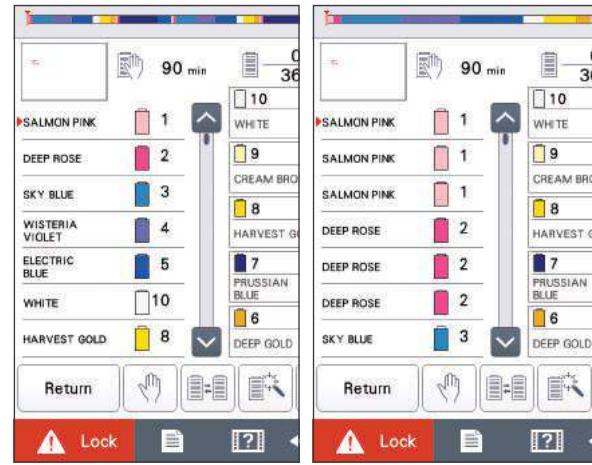 90 min
0
36
SALMON PINK 1
DEEP ROSE 2
SKY BLUE 3
WISTERIA
VIOLET 4
ELECTRIC
BLUE 5
WHITE 10
HARVEST GOLD 8
10
WHITE
9
CREAM BRO
8
HARVEST G
7
PRUSSIAN
BLUE
6
DEEP GOLD
Return
Lock
?
90 min
10
WHITE
SALMON PINK 1
SALMON PINK 1
SALMON PINK 1
DEEP ROSE 2
DEEP ROSE 2
DEEP ROSE 2
SKY BLUE 3
9
CREAM BRO
8
HARVEST G
7
PRUSSIAN
BLUE
6
DEEP GOLD
Return
Lock
?